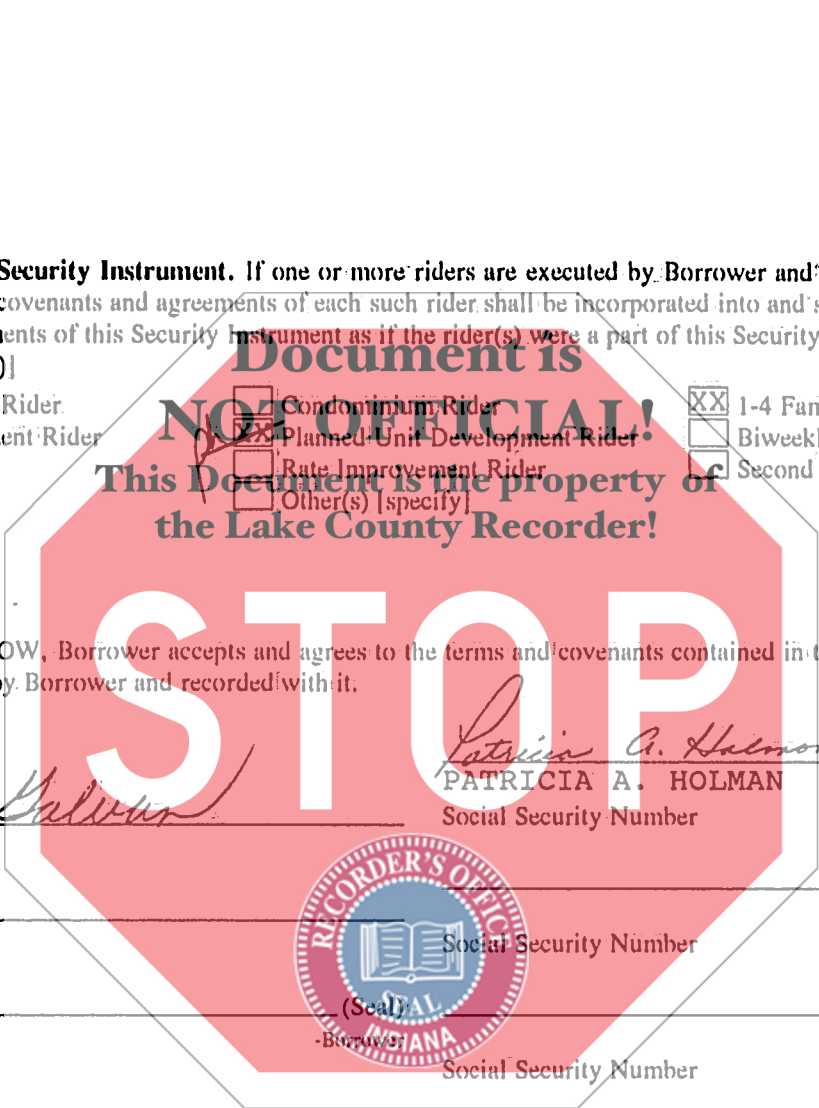 Security Instrument. If one or more riders are executed by Borrower and
covenants and agreements of each such rider shall be incorporated into and s
ents of this Security Instrument as if the rider(s) were a part of this Security
)]
Document is
Rider
Condominium Rider
XX 1-4 Fam
NOT OFFICIAL!
ent Rider
XX Planned Unit Development Rider
Biweekl
Rate Improvement Rider
Second
This Document is the property of
Other(s) [specify]
the Lake County Recorder!
STOP
OW, Borrower accepts and agrees to the terms and covenants contained in t
y Borrower and recorded with it.
Patricia A. Holman
PATRICIA A. HOLMAN
Social Security Number
RECORDER'S OFFICE
Social Security Number
(Seal)
SEAL
-Borrower
INDIANA
Social Security Number